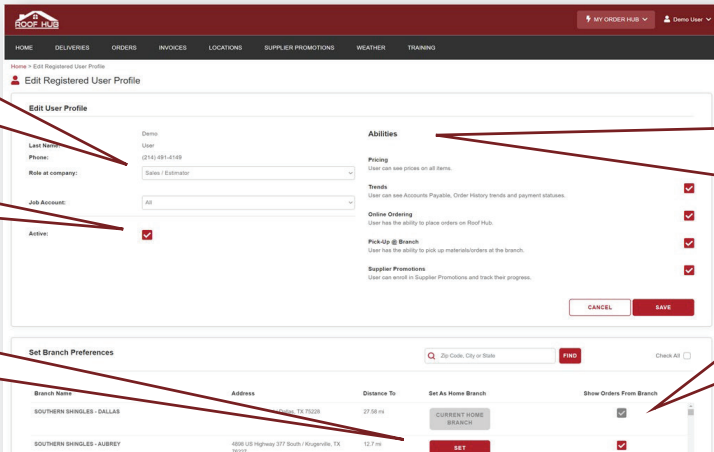 ROOF HUB
MY ORDER HUB
Demo User
HOME DELIVERIES ORDERS INVOICES LOCATIONS SUPPLIER PROMOTIONS WEATHER TRAINING
Home > Edit Registered User Profile
Edit Registered User Profile
Edit User Profile
Demo
Last Name: User
Phone: (214) 491-4149
Role at company: Sales / Estimator
Job Account: All
Active:
Abilities
Pricing
User can see prices on all items.
Trends
User can see Accounts Payable, Order History trends and payment statuses.
Online Ordering
User has the ability to place orders on Roof Hub.
Pick-Up @ Branch
User has the ability to pick up materials/orders at the branch.
Supplier Promotions
User can enroll in Supplier Promotions and track their progress.
CANCEL SAVE
Set Branch Preferences
Zip Code, City or State
FIND
Check All
Branch Name Address Distance To Set As Home Branch Show Orders From Branch
SOUTHERN SHINGLES - DALLAS Dallas, TX 75229 27.56 mi CURRENT HOME
BRANCH
SOUTHERN SHINGLES - AUBREY 4898 US Highway 377 South / Krugerville, TX 12.7 mi SET
76227